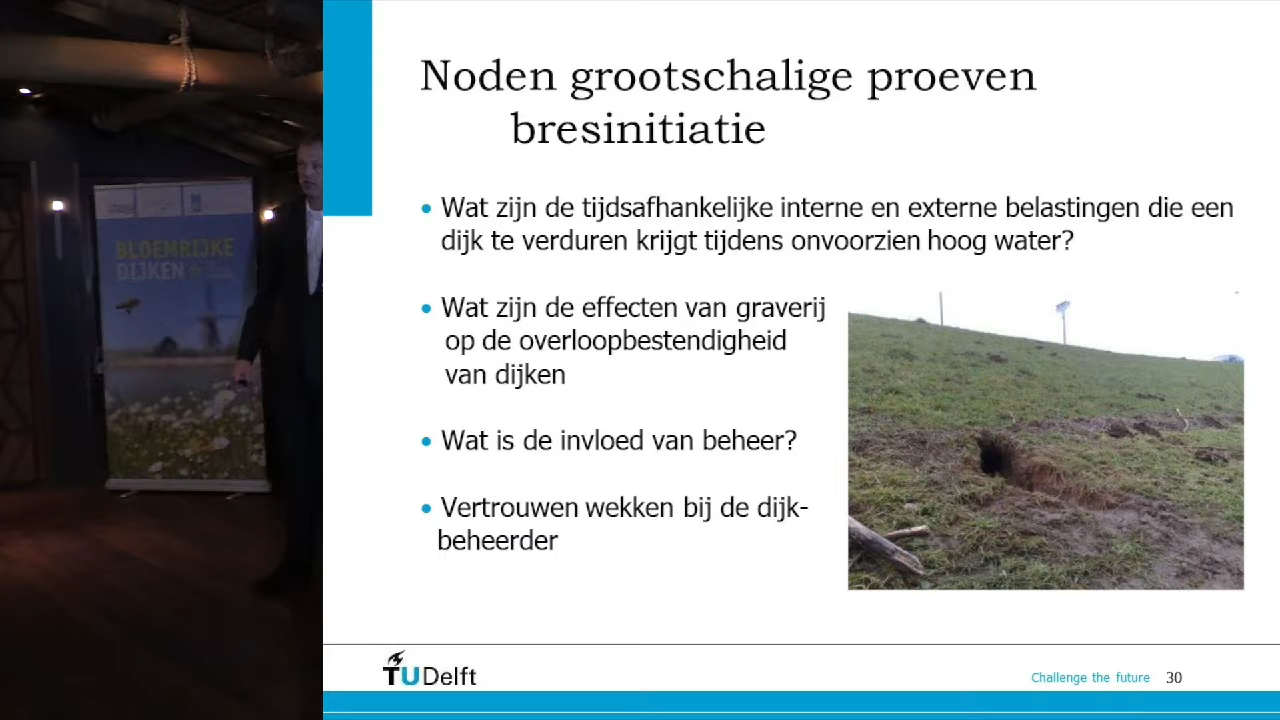 BLOEMRIJKE
DIJKEN
Noden grootschalige proeven
bresinitiatie
• Wat zijn de tijdsafhankelijke interne en externe belastingen die een
dijk te verduren krijgt tijdens onvoorzien hoog water?
• Wat zijn de effecten van graverij
op de overloopbestendigheid
van dijken
• Wat is de invloed van beheer?
• Vertrouwen wekken bij de dijk-
beheerder
TUDelft
Challenge the future 30